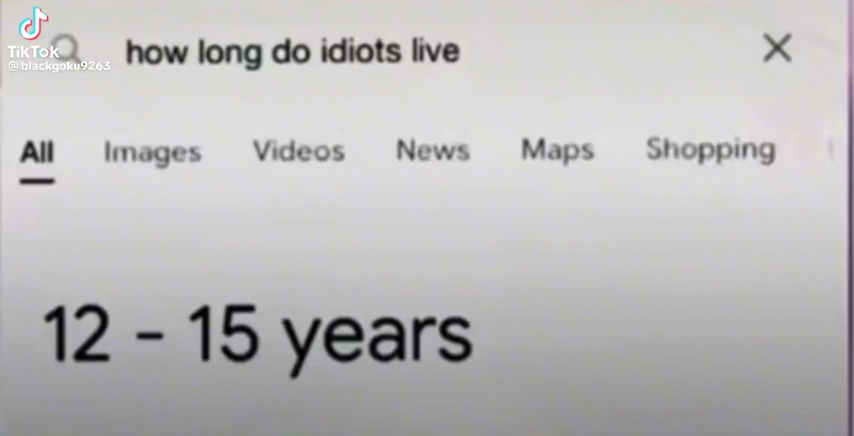 TikTok
@blackgoku9263
how long do idiots live
All Images Videos News Maps Shopping
12 - 15 years